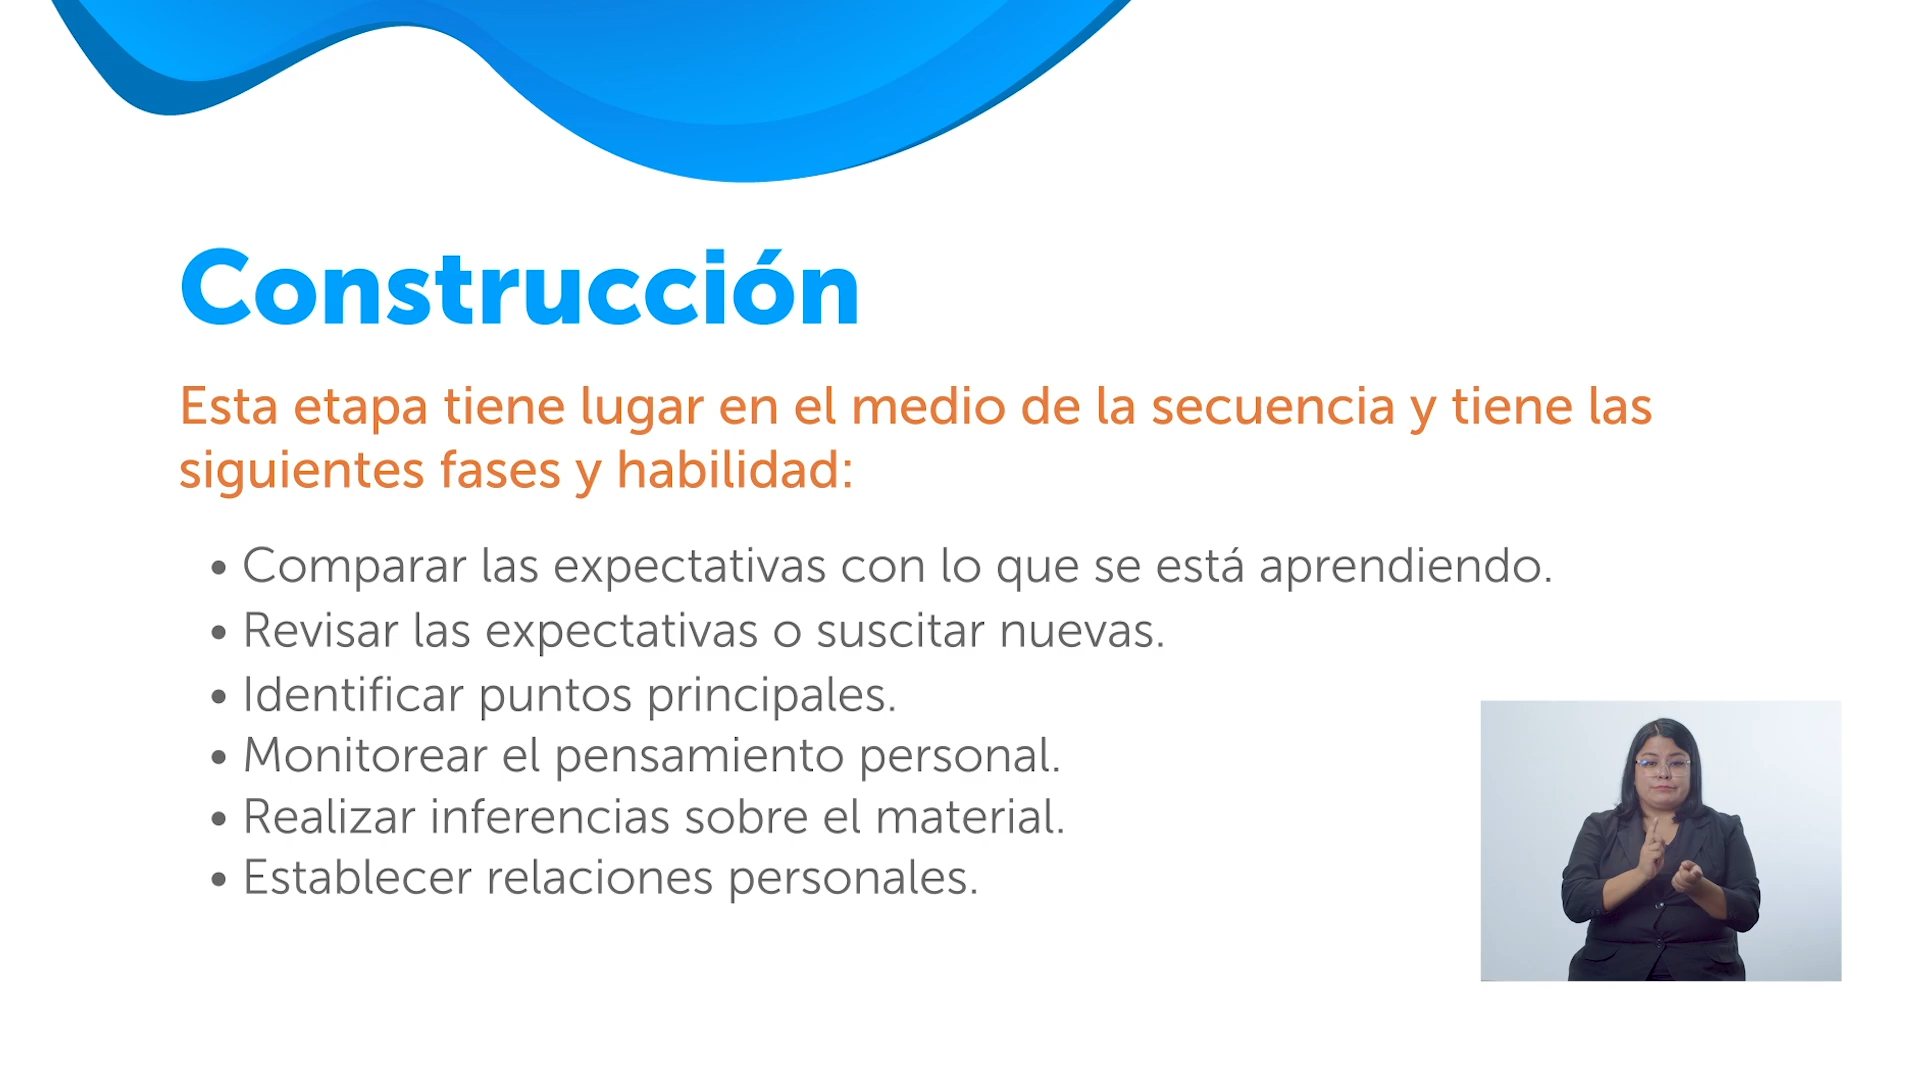 Construcción
Esta etapa tiene lugar en el medio de la secuencia y tiene las
siguientes fases y habilidad:
• Comparar las expectativas con lo que se está aprendiendo.
• Revisar las expectativas o suscitar nuevas.
• Identificar puntos principales.
• Monitorear el pensamiento personal.
• Realizar inferencias sobre el material.
• Establecer relaciones personales.